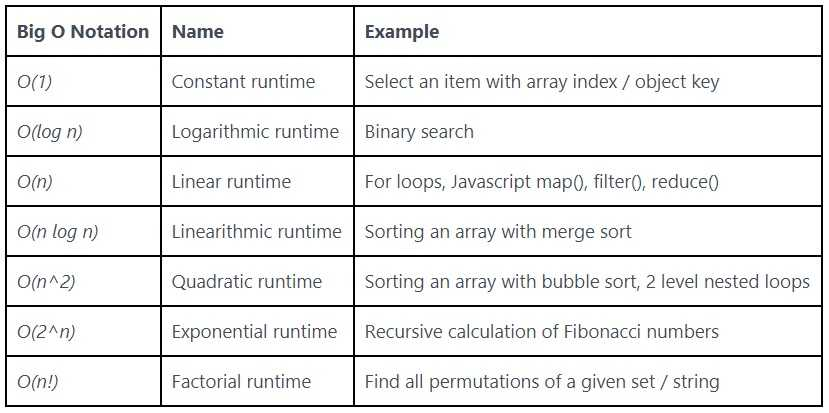 Big O Notation Name Example
O(1) Constant runtime Select an item with array index / object key
O(log n) Logarithmic runtime Binary search
O(n) Linear runtime For loops, Javascript map(), filter(), reduce()
O(n log n) Linearithmic runtime Sorting an array with merge sort
O(n^2) Quadratic runtime Sorting an array with bubble sort, 2 level nested loops
O(2^n) Exponential runtime Recursive calculation of Fibonacci numbers
O(n!) Factorial runtime Find all permutations of a given set / string